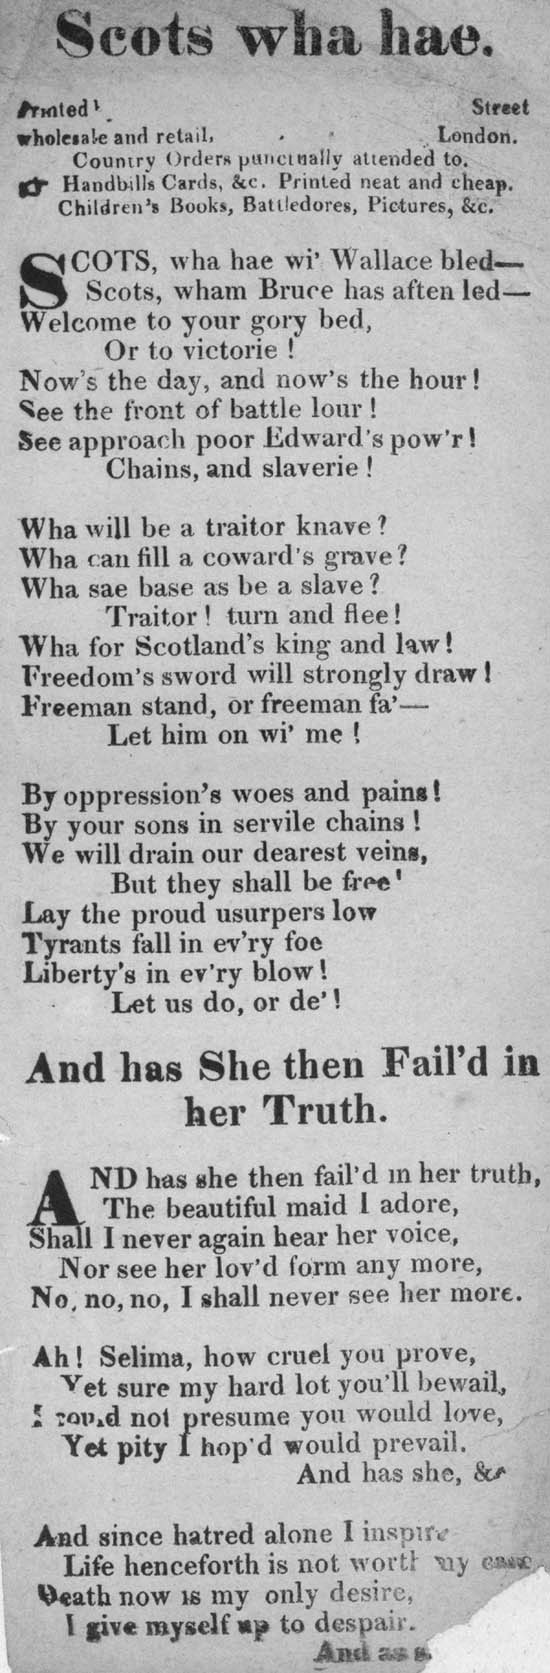 Scots wha hae.
Printed Street
wholesale and retail, London.
Country Orders punctually attended to.
☛ Handbills Cards, &c. Printed neat and cheap.
Children's Books, Battledores, Pictures, &c.
SCOTS, wha hae wi' Wallace bled—
Scots, wham Bruce has aften led—
Welcome to your gory bed,
Or to victorie !
Now's the day, and now's the hour !
See the front of battle lour !
See approach poor Edward's pow'r !
Chains, and slaverie !
Wha will be a traitor knave ?
Wha can fill a coward's grave ?
Wha sae base as be a slave ?
Traitor ! turn and flee !
Wha for Scotland's king and law !
Freedom's sword will strongly draw !
Freeman stand, or freeman fa'—
Let him on wi' me !
By oppression's woes and pains !
By your sons in servile chains !
We will drain our dearest veins,
But they shall be free'
Lay the proud usurpers low
Tyrants fall in ev'ry foe
Liberty's in ev'ry blow !
Let us do, or de' !
And has She then Fail'd in
her Truth.
AND has she then fail'd in her truth,
The beautiful maid I adore,
Shall I never again hear her voice,
Nor see her lov'd form any more,
No, no, no, I shall never see her more.
Ah ! Selima, how cruel you prove,
Yet sure my hard lot you'll bewail,
I could not presume you would love,
Yet pity I hop'd would prevail.
And has she, &c
And since hatred alone I inspire
Life henceforth is not worth my care
Death now is my only desire,
I give myself up to despair.
And as s.